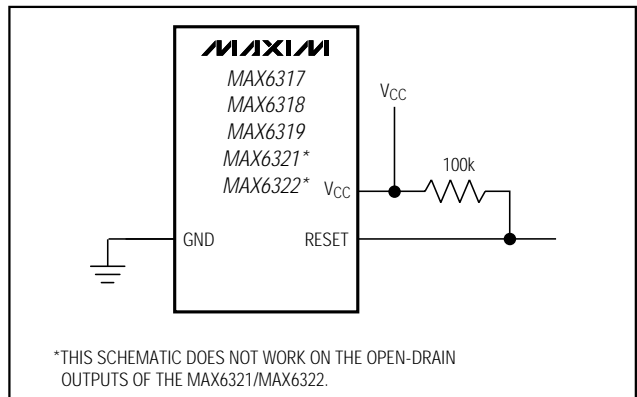 MAXIM
MAX6317
MAX6318
MAX6319
MAX6321*
MAX6322*
VCC
VCC
100k
GND
RESET
*THIS SCHEMATIC DOES NOT WORK ON THE OPEN-DRAIN
OUTPUTS OF THE MAX6321/MAX6322.